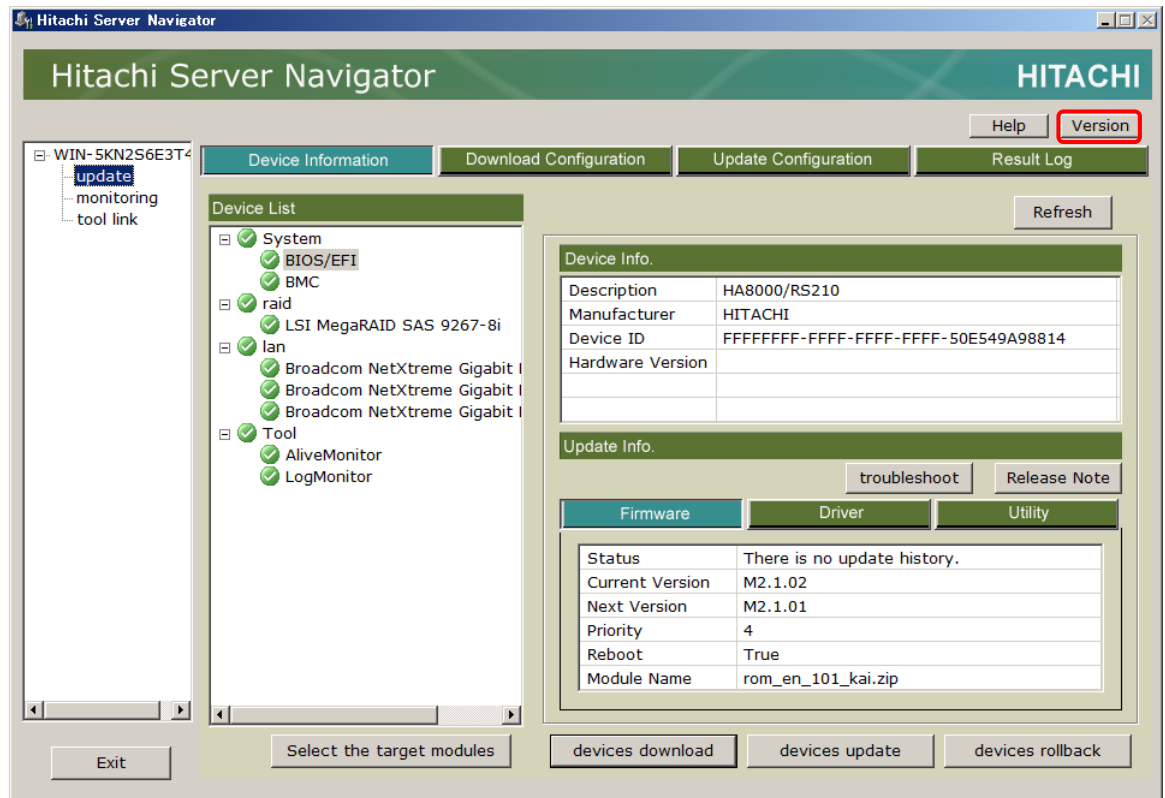 Hitachi Server Navigator
Hitachi Server Navigator
HITACHI
Help
Version
WIN-5KN2S6E3T4
update
monitoring
tool link
Device Information
Download Configuration
Update Configuration
Result Log
Device List
Refresh
System
BIOS/EFI
BMC
raid
LSI MegaRAID SAS 9267-8i
lan
Broadcom NetXtreme Gigabit
Broadcom NetXtreme Gigabit
Broadcom NetXtreme Gigabit
Tool
AliveMonitor
LogMonitor
Device Info.
Description HA8000/RS210
Manufacturer HITACHI
Device ID FFFFFFFF-FFFF-FFFF-FFFF-50E549A98814
Hardware Version
Update Info.
troubleshoot
Release Note
Firmware
Driver
Utility
Status There is no update history.
Current Version M2.1.02
Next Version M2.1.01
Priority 4
Reboot True
Module Name rom_en_101_kai.zip
Select the target modules
devices download
devices update
devices rollback
Exit